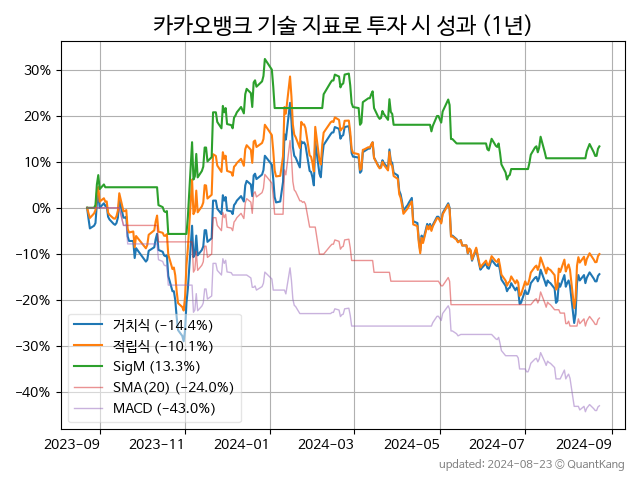 카카오뱅크 기술 지표로 투자 시 성과 (1년)
30%
20%
10%
0%
−10%
−20%
−30%
−40%
거치식 (−14.4%)
적립식 (−10.1%)
SigM (13.3%)
SMA(20) (−24.0%)
MACD (−43.0%)
2023-09 2023-11 2024-01 2024-03 2024-05 2024-07 2024-09
updated: 2024-08-23 © QuantKang